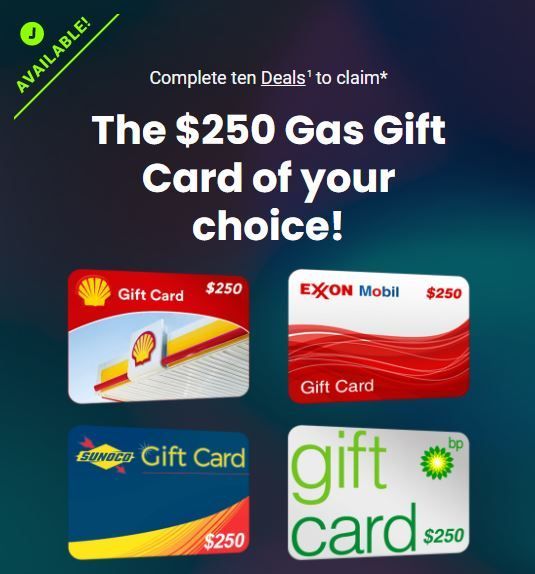 J
AVAILABLE!
Complete ten Deals¹ to claim*
The $250 Gas Gift
Card of your
choice!
Gift Card $250
EXXON Mobil $250
Gift Card
SUNOCO Gift Card
$250
gift bp
card $250